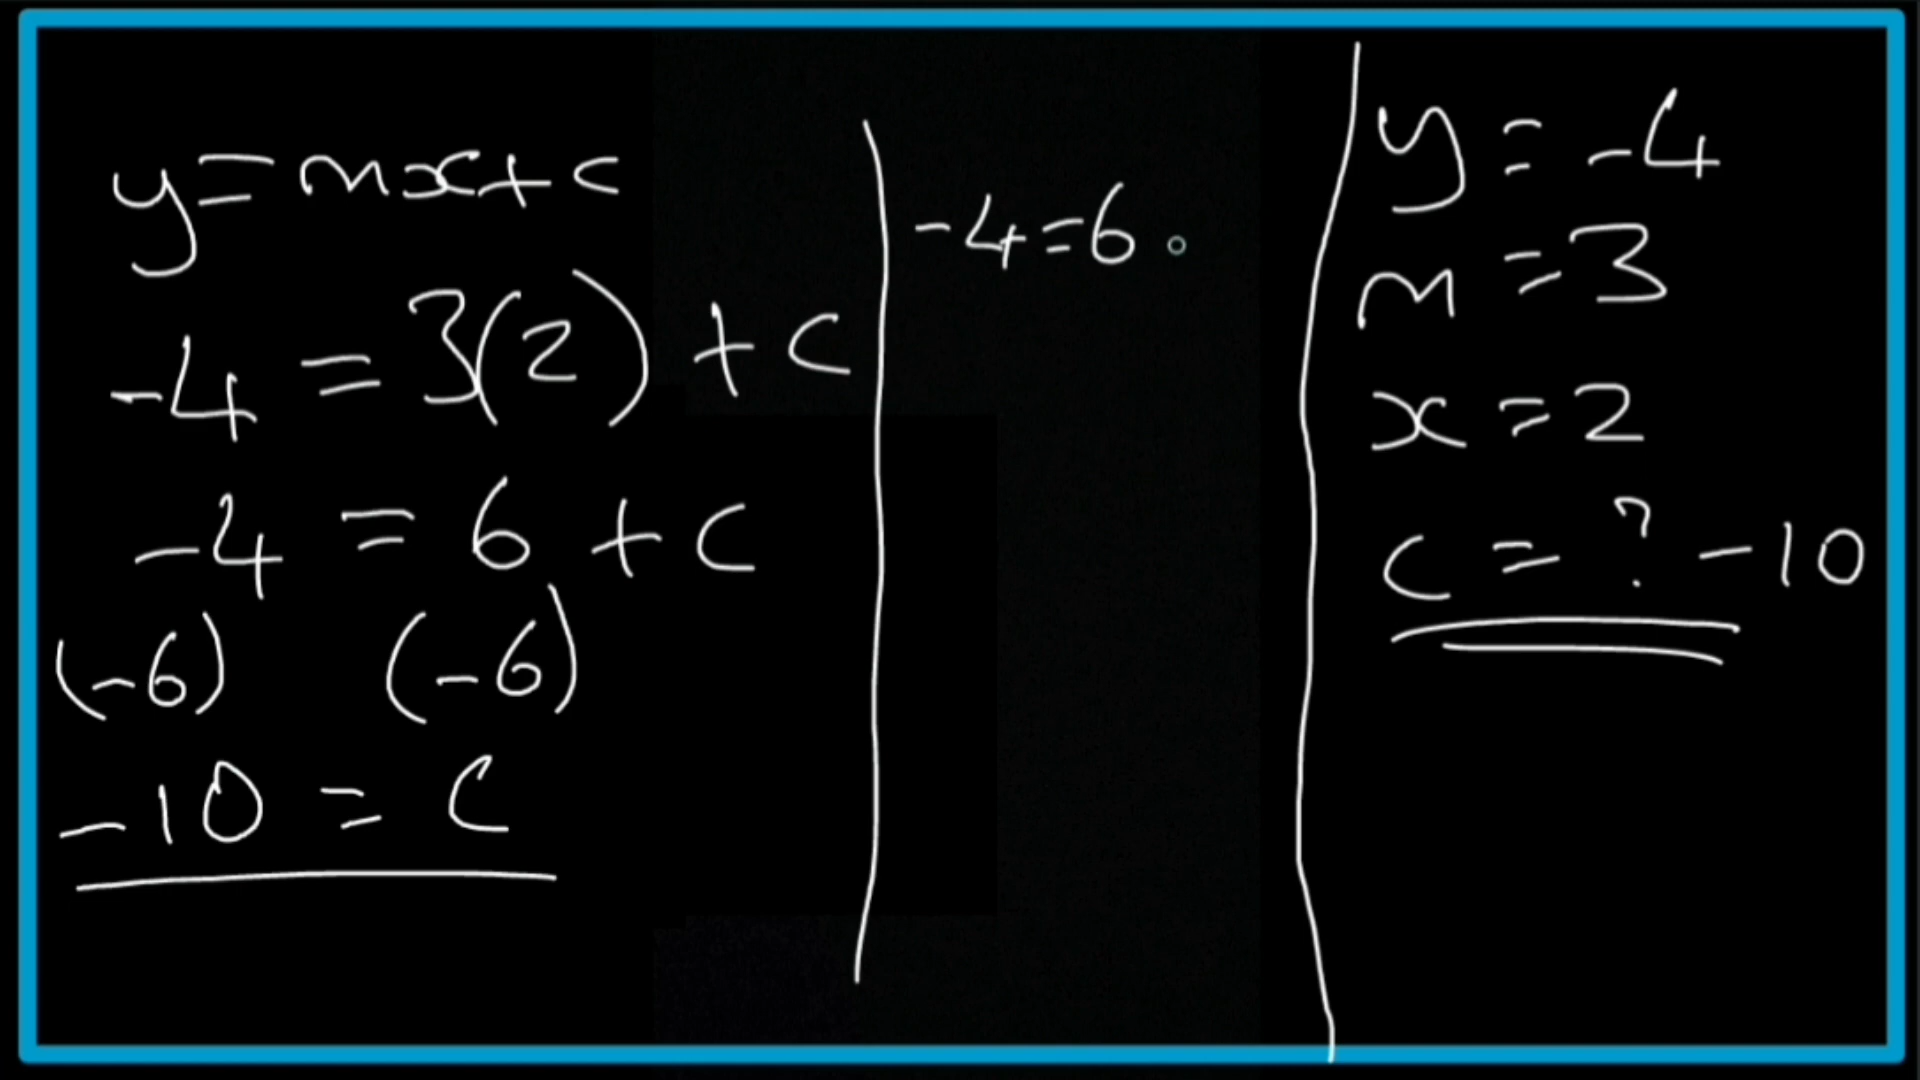 y=mx+c
-4 = 3(2) + c
-4 = 6 + c
(-6) (-6)
-10 = c
-4=6
y = -4
m = 3
x = 2
c = ? -10